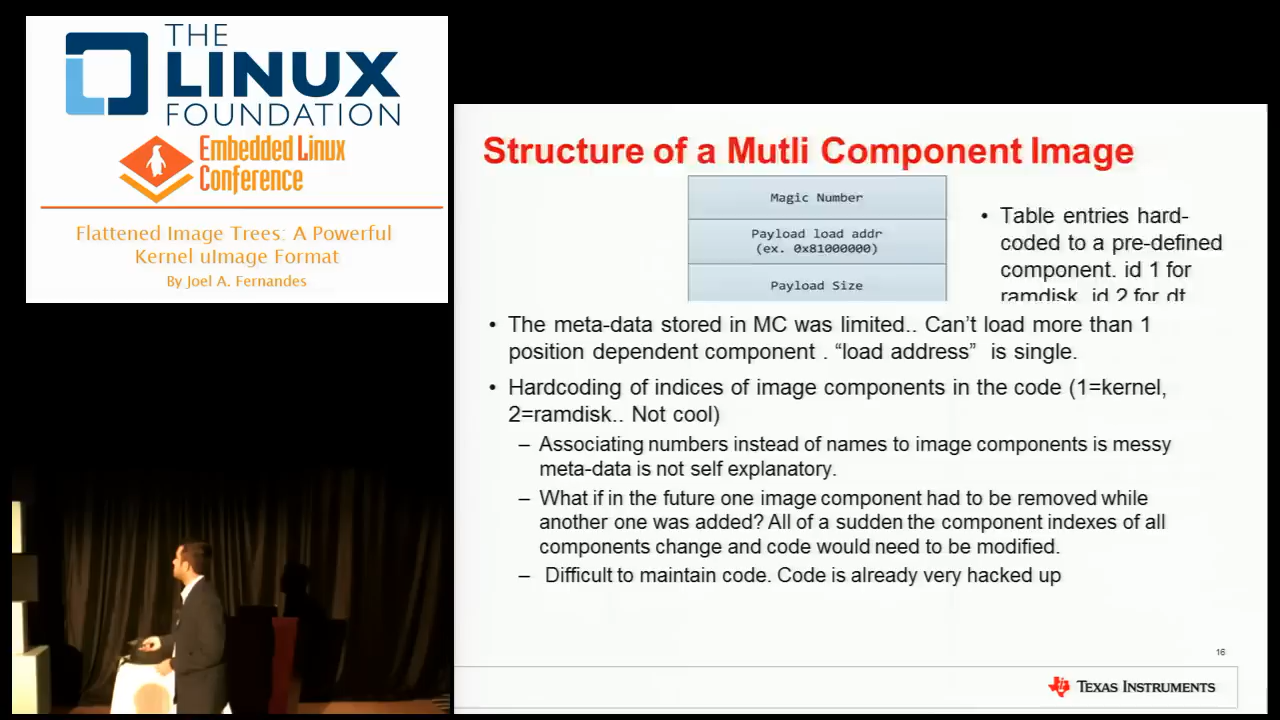 THE
LINUX
FOUNDATION
Embedded Linux
Conference
Flattened Image Trees: A Powerful
Kernel uImage Format
By Joel A. Fernandes
Structure of a Mutli Component Image
Magic Number
Payload load addr
(ex. 0x81000000)
Payload Size
• Table entries hard-
coded to a pre-defined
component. id 1 for
ramdisk, id 2 for dt
• The meta-data stored in MC was limited.. Can't load more than 1
position dependent component . “load address” is single.
• Hardcoding of indices of image components in the code (1=kernel,
2=ramdisk.. Not cool)
– Associating numbers instead of names to image components is messy
meta-data is not self explanatory.
– What if in the future one image component had to be removed while
another one was added? All of a sudden the component indexes of all
components change and code would need to be modified.
– Difficult to maintain code. Code is already very hacked up
16
TEXAS INSTRUMENTS